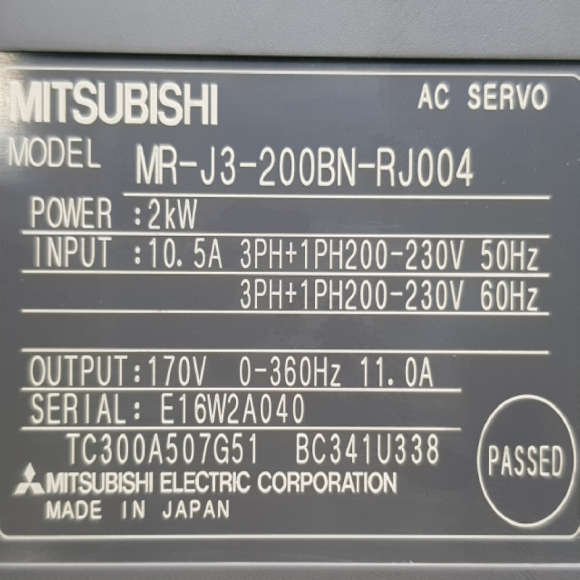 MITSUBISHI AC SERVO
MODEL MR-J3-200BN-RJ004
POWER :2kW
INPUT :10.5A 3PH+1PH200-230V 50Hz
3PH+1PH200-230V 60Hz
OUTPUT:170V 0-360Hz 11.0A
SERIAL: E16W2A040
TC300A507G51 BC341U338
PASSED
MITSUBISHI ELECTRIC CORPORATION
MADE IN JAPAN